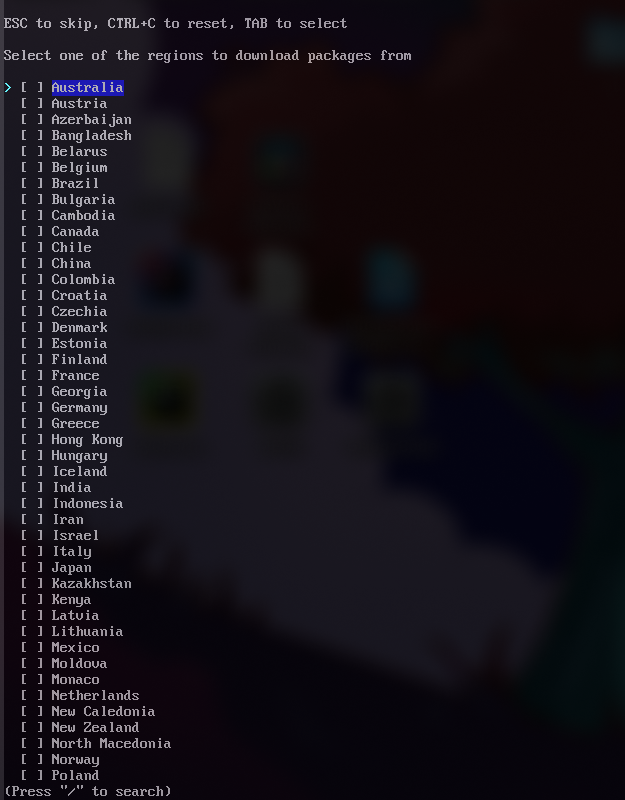 ESC to skip, CTRL+C to reset, TAB to select
Select one of the regions to download packages from
> [ ] Australia
[ ] Austria
[ ] Azerbaijan
[ ] Bangladesh
[ ] Belarus
[ ] Belgium
[ ] Brazil
[ ] Bulgaria
[ ] Cambodia
[ ] Canada
[ ] Chile
[ ] China
[ ] Colombia
[ ] Croatia
[ ] Czechia
[ ] Denmark
[ ] Estonia
[ ] Finland
[ ] France
[ ] Georgia
[ ] Germany
[ ] Greece
[ ] Hong Kong
[ ] Hungary
[ ] Iceland
[ ] India
[ ] Indonesia
[ ] Iran
[ ] Israel
[ ] Italy
[ ] Japan
[ ] Kazakhstan
[ ] Kenya
[ ] Latvia
[ ] Lithuania
[ ] Mexico
[ ] Moldova
[ ] Monaco
[ ] Netherlands
[ ] New Caledonia
[ ] New Zealand
[ ] North Macedonia
[ ] Norway
[ ] Poland
(Press "/" to search)